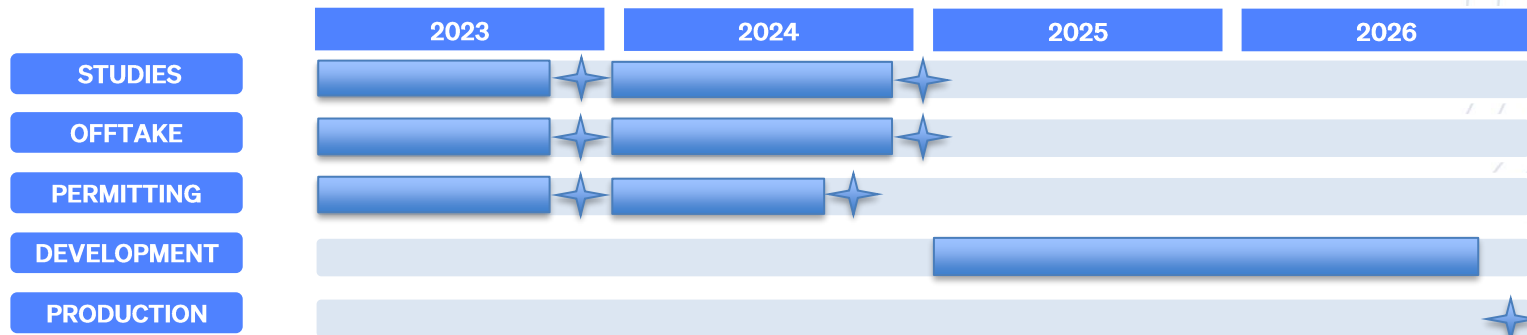 2023 2024 2025 2026
STUDIES
OFFTAKE
PERMITTING
DEVELOPMENT
PRODUCTION